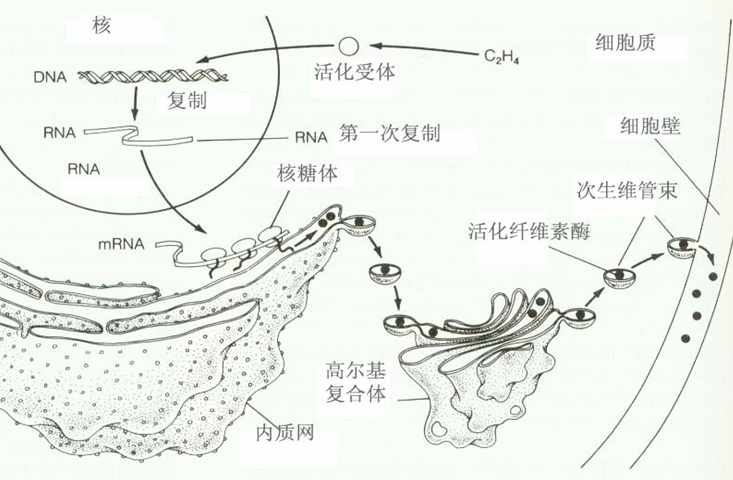 核
细胞质
C₂H₄
活化受体
DNA
复制
RNA
RNA 第一次复制
细胞壁
RNA
核糖体
次生维管束
mRNA
活化纤维素酶
高尔基
复合体
内质网